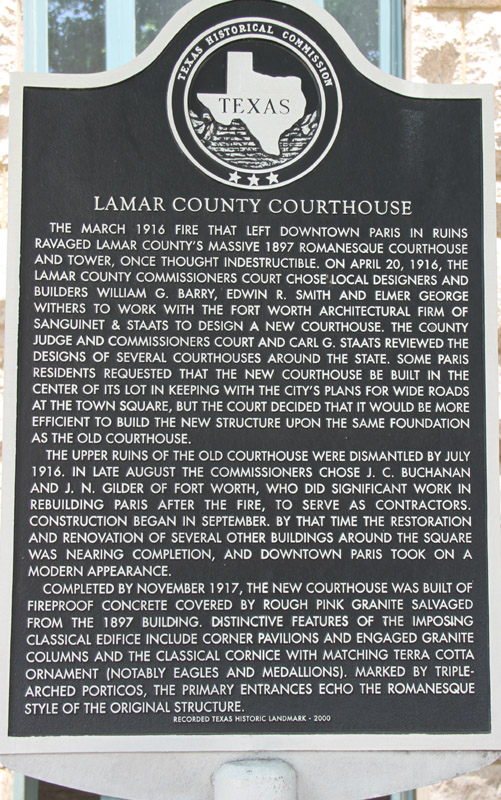 TEXAS HISTORICAL COMMISSION
TEXAS
LAMAR COUNTY COURTHOUSE
THE MARCH 1916 FIRE THAT LEFT DOWNTOWN PARIS IN RUINS
RAVAGED LAMAR COUNTY'S MASSIVE 1897 ROMANESQUE COURTHOUSE
AND TOWER, ONCE THOUGHT INDESTRUCTIBLE. ON APRIL 20, 1916, THE
LAMAR COUNTY COMMISSIONERS COURT CHOSE LOCAL DESIGNERS AND
BUILDERS WILLIAM G. BARRY, EDWIN R. SMITH AND ELMER GEORGE
WITHERS TO WORK WITH THE FORT WORTH ARCHITECTURAL FIRM OF
SANGUINET & STAATS TO DESIGN A NEW COURTHOUSE. THE COUNTY
JUDGE AND COMMISSIONERS COURT AND CARL G. STAATS REVIEWED THE
DESIGNS OF SEVERAL COURTHOUSES AROUND THE STATE. SOME PARIS
RESIDENTS REQUESTED THAT THE NEW COURTHOUSE BE BUILT IN THE
CENTER OF ITS LOT IN KEEPING WITH THE CITY'S PLANS FOR WIDE ROADS
AT THE TOWN SQUARE, BUT THE COURT DECIDED THAT IT WOULD BE MORE
EFFICIENT TO BUILD THE NEW STRUCTURE UPON THE SAME FOUNDATION
AS THE OLD COURTHOUSE.
THE UPPER RUINS OF THE OLD COURTHOUSE WERE DISMANTLED BY JULY
1916. IN LATE AUGUST THE COMMISSIONERS CHOSE J. C. BUCHANAN
AND J. N. GILDER OF FORT WORTH, WHO DID SIGNIFICANT WORK IN
REBUILDING PARIS AFTER THE FIRE, TO SERVE AS CONTRACTORS.
CONSTRUCTION BEGAN IN SEPTEMBER. BY THAT TIME THE RESTORATION
AND RENOVATION OF SEVERAL OTHER BUILDINGS AROUND THE SQUARE
WAS NEARING COMPLETION, AND DOWNTOWN PARIS TOOK ON A
MODERN APPEARANCE.
COMPLETED BY NOVEMBER 1917, THE NEW COURTHOUSE WAS BUILT OF
FIREPROOF CONCRETE COVERED BY ROUGH PINK GRANITE SALVAGED
FROM THE 1897 BUILDING. DISTINCTIVE FEATURES OF THE IMPOSING
CLASSICAL EDIFICE INCLUDE CORNER PAVILIONS AND ENGAGED GRANITE
COLUMNS AND THE CLASSICAL CORNICE WITH MATCHING TERRA COTTA
ORNAMENT (NOTABLY EAGLES AND MEDALLIONS). MARKED BY TRIPLE-
ARCHED PORTICOS, THE PRIMARY ENTRANCES ECHO THE ROMANESQUE
STYLE OF THE ORIGINAL STRUCTURE.
RECORDED TEXAS HISTORIC LANDMARK - 2000